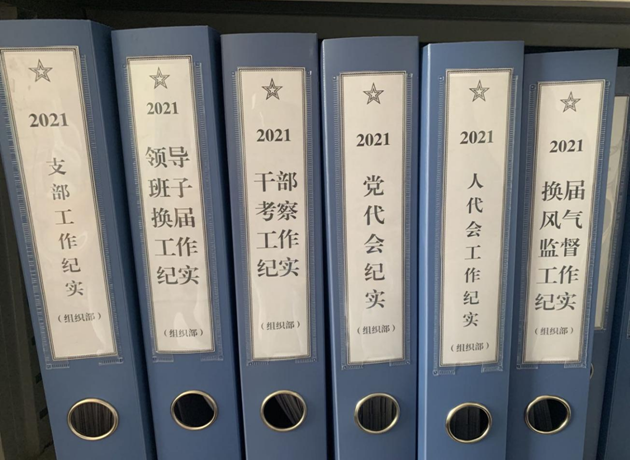 2021
支部工作纪实
（组织部）
2021
领导
班子
换届
工作
纪实
（组织部）
2021
干部
考察
工作
纪实
（组织部）
2021
党代会纪实
（组织部）
2021
人代会工作纪实
（组织部）
2021
换届
风气
监督
工作
纪实
（组织部）